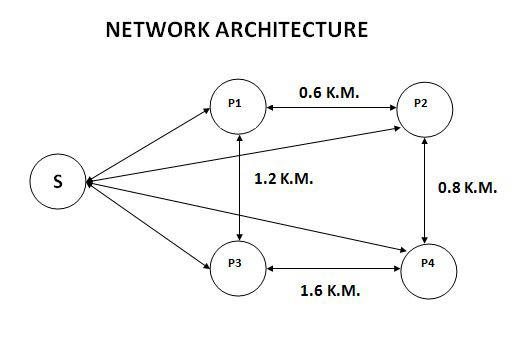 NETWORK ARCHITECTURE
P1
0.6 K.M.
P2
S
1.2 K.M.
0.8 K.M.
P3
P4
1.6 K.M.